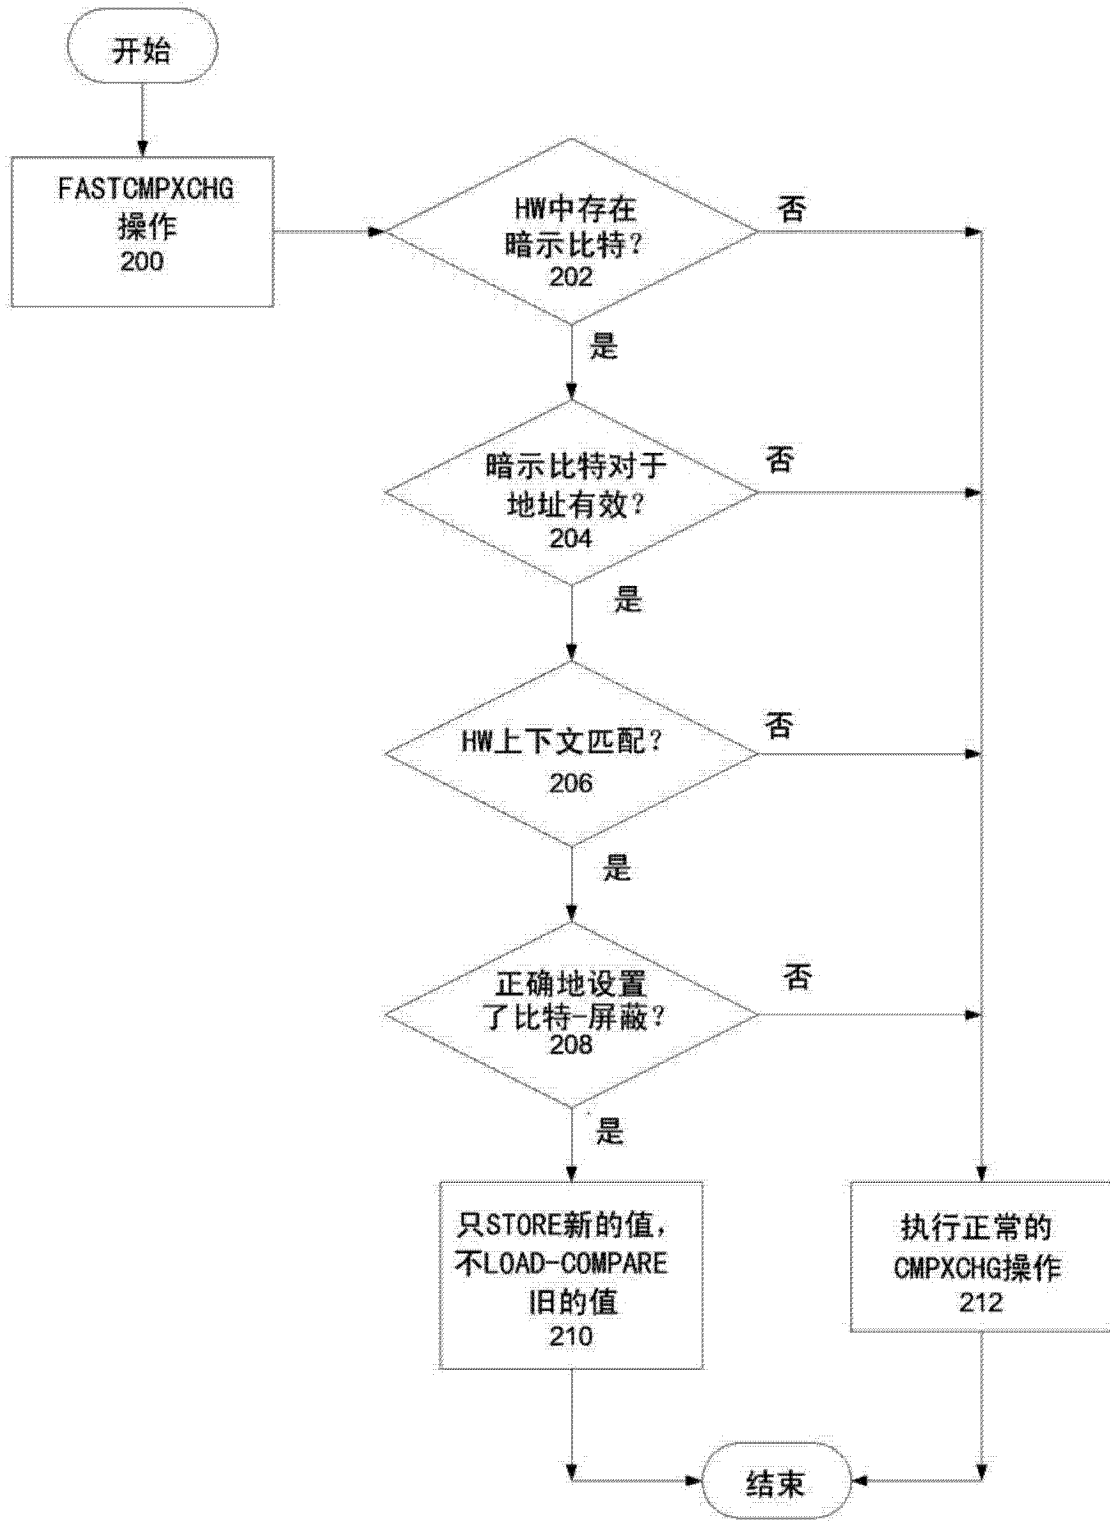 开始
FASTCMPXCHG
操作
200
HW中存在
暗示比特？
202
否
是
暗示比特对于
地址有效？
204
否
是
HW上下文匹配？
206
否
是
正确地设置
了比特-屏蔽？
208
否
是
只STORE新的值，
不LOAD-COMPARE
旧的值
210
执行正常的
CMPXCHG操作
212
结束